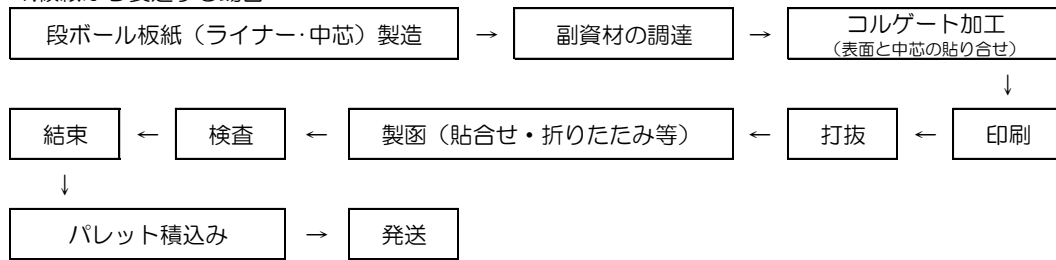 段ボール板紙（ライナー・中芯）製造 → 副資材の調達 → コルゲート加工
（表面と中芯の貼り合せ）
↓
結束 ← 検査 ← 製函（貼合せ・折りたたみ等） ← 打抜 ← 印刷
↓
パレット積込み → 発送